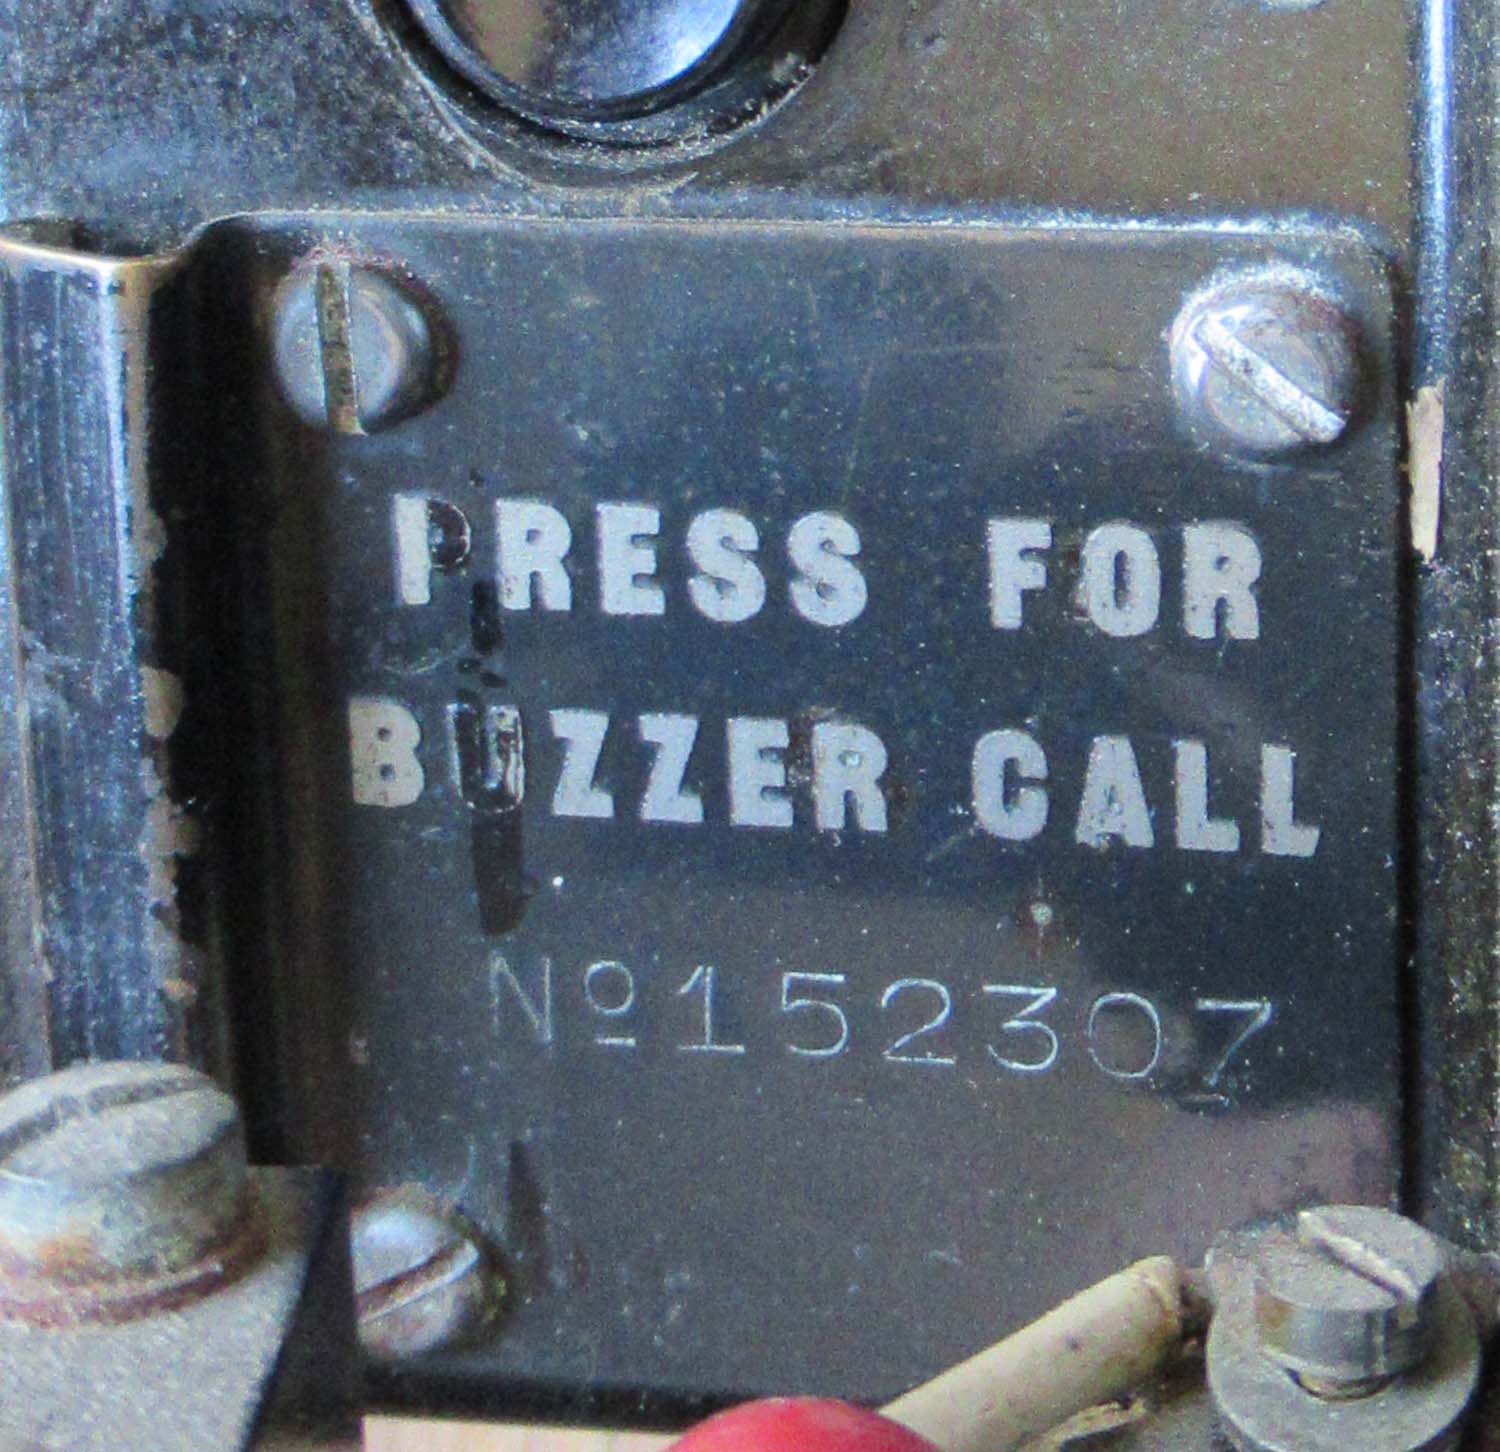 PRESS FOR
BUZZER CALL
Nº152307